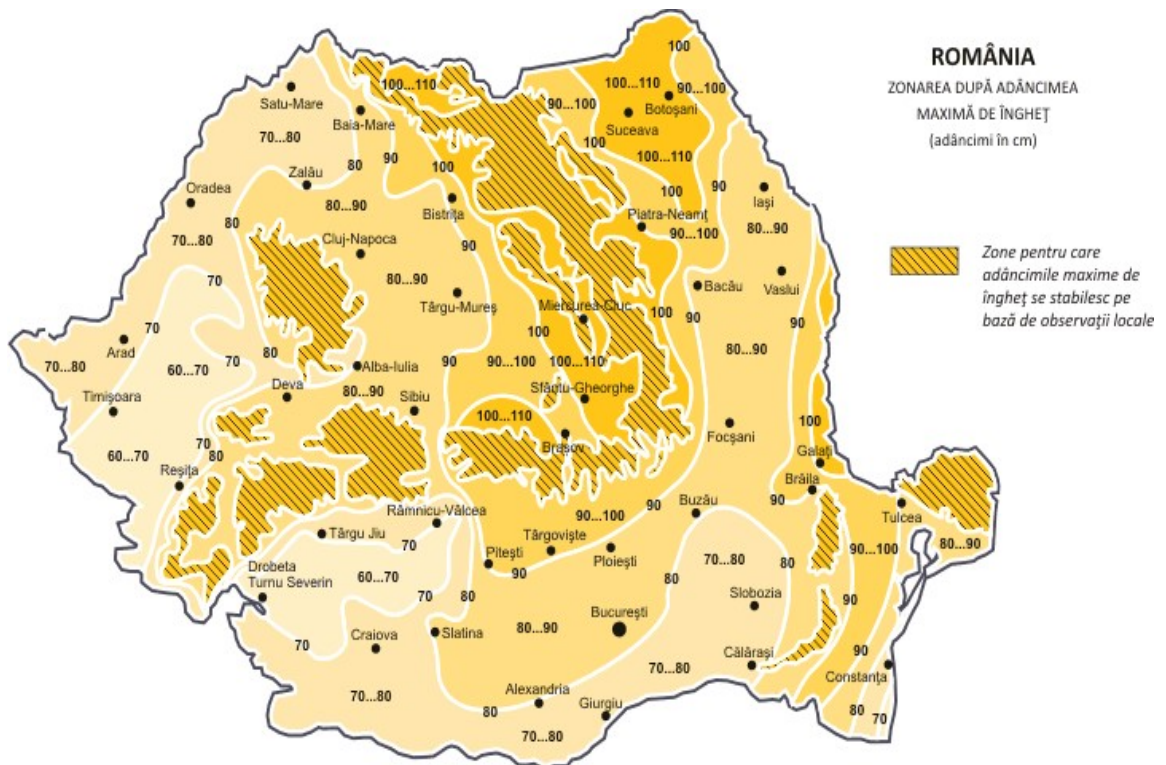 ROMÂNIA
ZONAREA DUPĂ ADÂNCIMEA
MAXIMĂ DE ÎNGHEȚ
(adâncimi în cm)
Zone pentru care
adâncimile maxime de
îngheț se stabilesc pe
bază de observații locale
100
100...110
90...100
100...110
90...100
Satu-Mare
Botoșani
Baia-Mare
Suceava
70...80
100
90
80
100
100...110
Zalău
90
Iași
Oradea
80...90
Bistrița
100
80
Piatra-Neamț
80...90
70...80
Cluj-Napoca
90
90...100
80...90
Vaslui
70
Bacău
Târgu-Mureș
Miercurea-Ciuc
100
90
90
70
Arad
100
80...90
70...80
60...70
70
80
Alba-Iulia
90
90...100
100...110
Deva
80...90
Sfântu-Gheorghe
Timișoara
Sibiu
100...110
100
Focșani
Brașov
70
Galați
60...70
80
Reșița
Brăila
90
90
Buzău
Tulcea
Râmnicu-Vâlcea
90...100
Târgu Jiu
70
Târgoviște
90...100
80...90
Pitești
Ploiești
70...80
80
Drobeta
Turnu Severin
60...70
90
80
70
80
Slobozia
București
90
Slatina
80...90
70
Craiova
Călărași
90
70...80
Constanța
70...80
Alexandria
80
Giurgiu
80
70
70...80